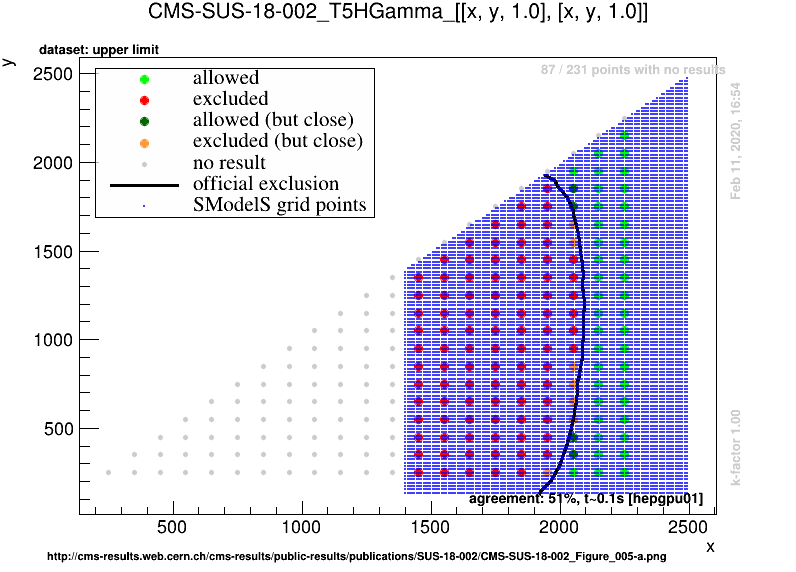 CMS-SUS-18-002_T5HGamma_[[x, y, 1.0], [x, y, 1.0]]
dataset: upper limit
y
87 / 231 points with no results
allowed
excluded
allowed (but close)
excluded (but close)
no result
official exclusion
SModelS grid points
2500
2000
1500
1000
500
Feb 11, 2020, 16:54
k-factor 1.00
agreement: 51%, t~0.1s [hepgpu01]
500
1000
1500
2000
2500
x
http://cms-results.web.cern.ch/cms-results/public-results/publications/SUS-18-002/CMS-SUS-18-002_Figure_005-a.png